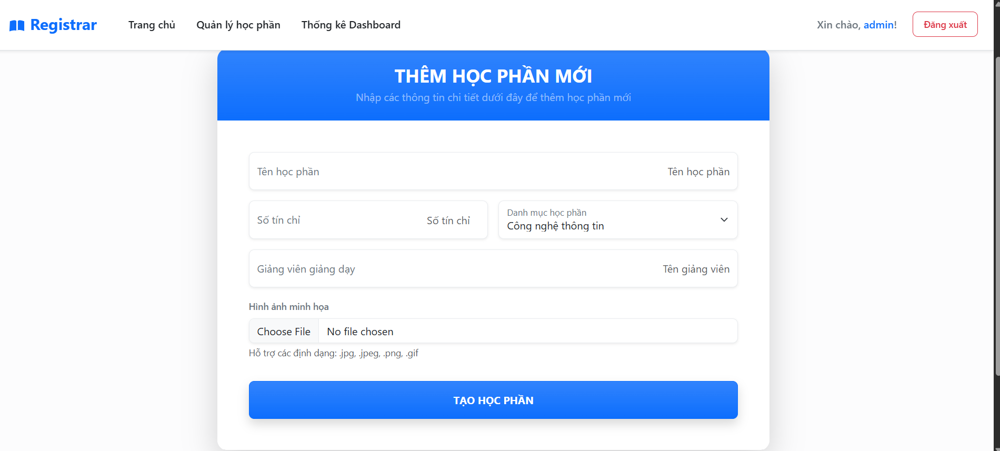 Registrar Trang chủ Quản lý học phần Thống kê Dashboard Xin chào, admin! Đăng xuất
THÊM HỌC PHẦN MỚI
Nhập các thông tin chi tiết dưới đây để thêm học phần mới
Tên học phần Tên học phần
Số tín chỉ Số tín chỉ
Danh mục học phần
Công nghệ thông tin
Giảng viên giảng dạy Tên giảng viên
Hình ảnh minh họa
Choose File No file chosen
Hỗ trợ các định dạng: .jpg, .jpeg, .png, .gif
TẠO HỌC PHẦN